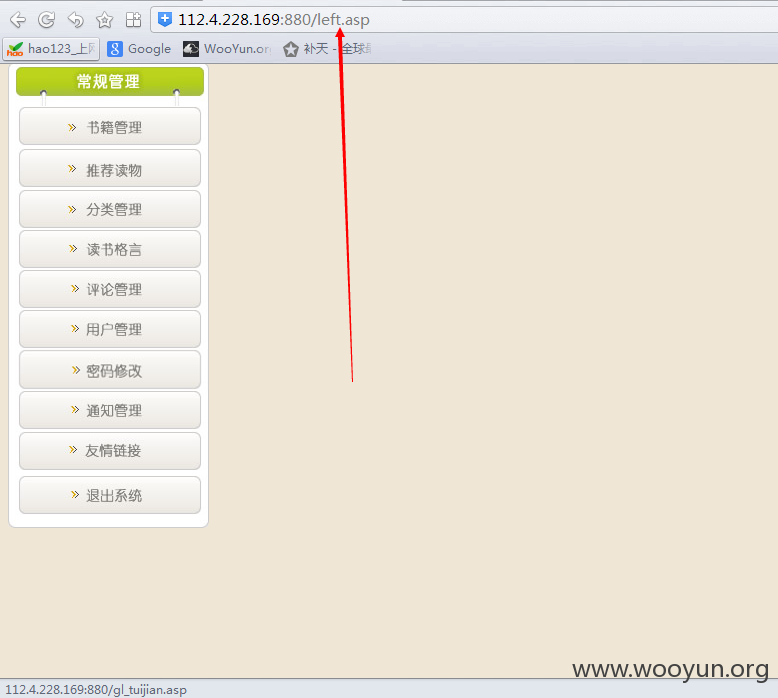 112.4.228.169:880/left.asp
hao123_上网 Google WooYun.or 补天 - 全球
常规管理
书籍管理
推荐读物
分类管理
读书格言
评论管理
用户管理
密码修改
通知管理
友情链接
退出系统
www.wooyun.org
112.4.228.169:880/gl_tuijian.asp